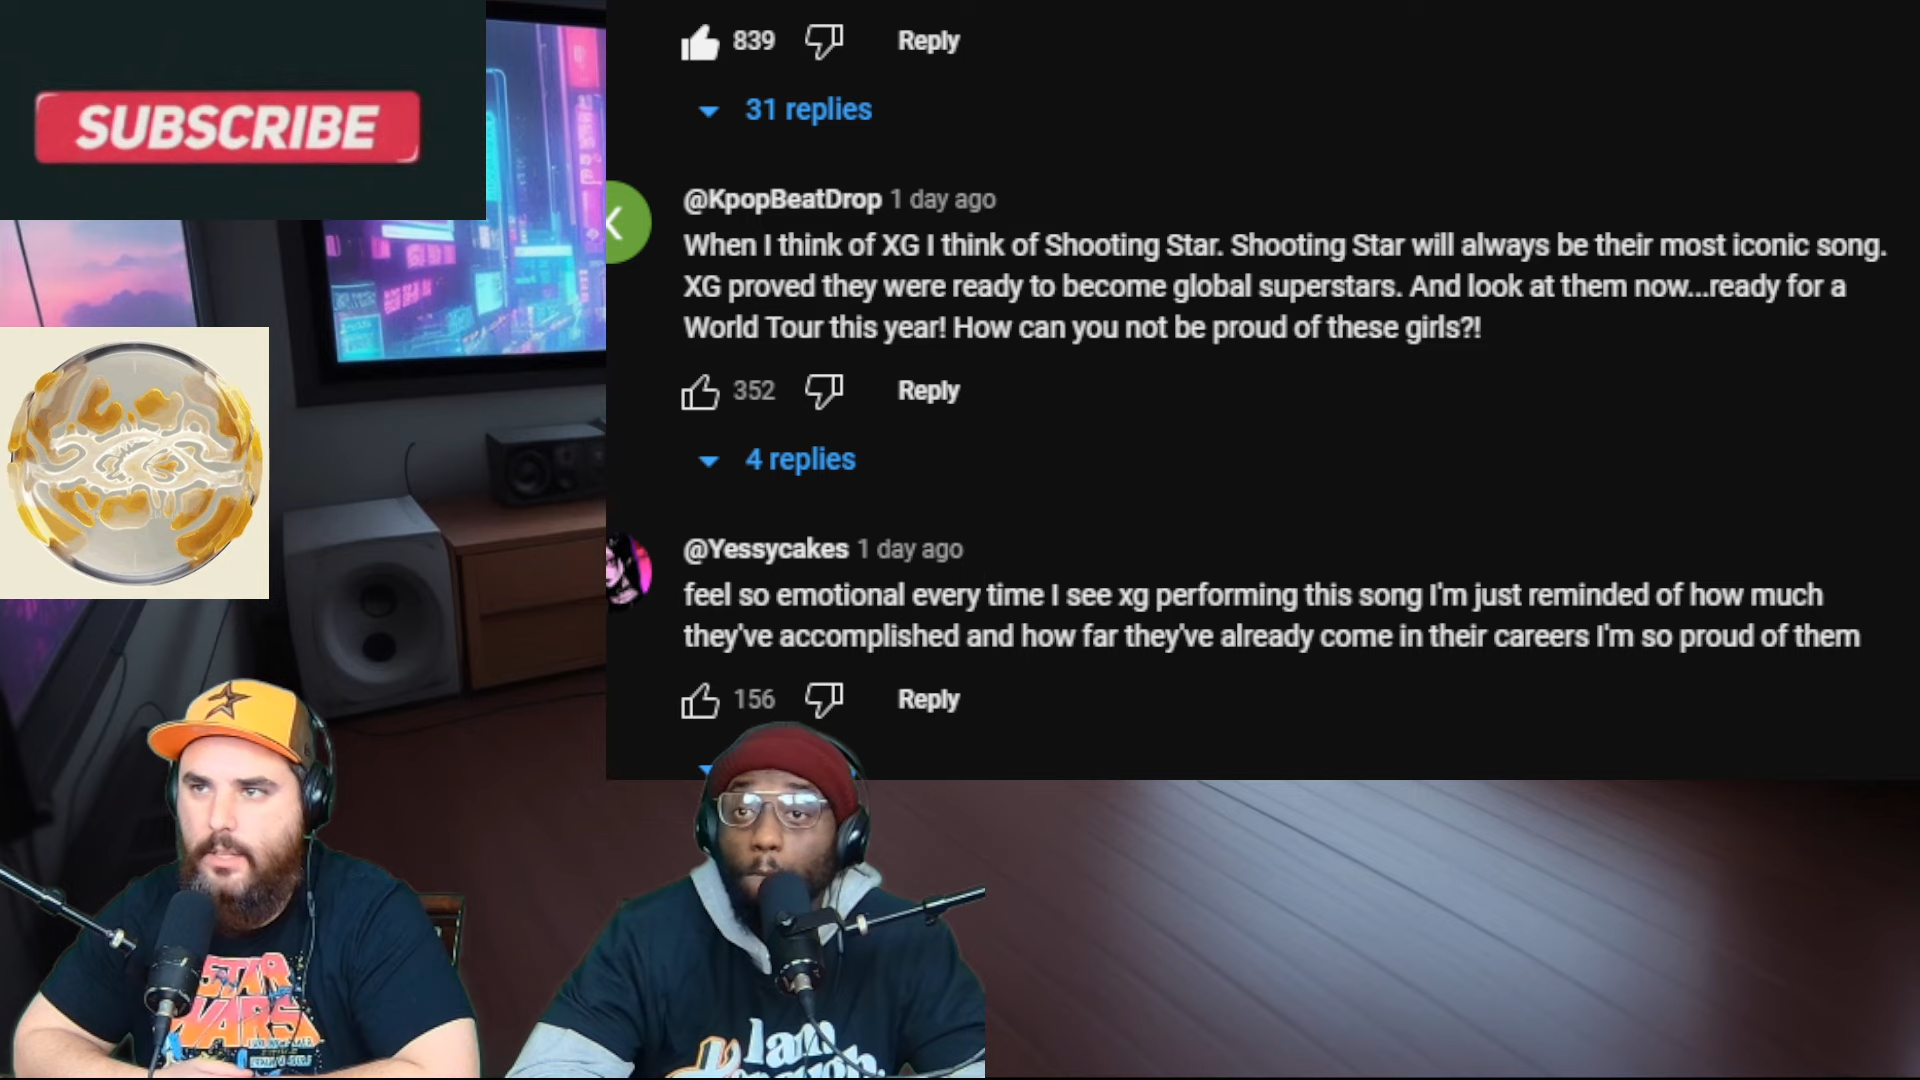 SUBSCRIBE
839 Reply
31 replies
K
@KpopBeatDrop 1 day ago
When I think of XG I think of Shooting Star. Shooting Star will always be their most iconic song.
XG proved they were ready to become global superstars. And look at them now...ready for a
World Tour this year! How can you not be proud of these girls?!
352 Reply
4 replies
@Yessycakes 1 day ago
feel so emotional every time I see xg performing this song I'm just reminded of how much
they've accomplished and how far they've already come in their careers I'm so proud of them
156 Reply
STAR
WARS
I am